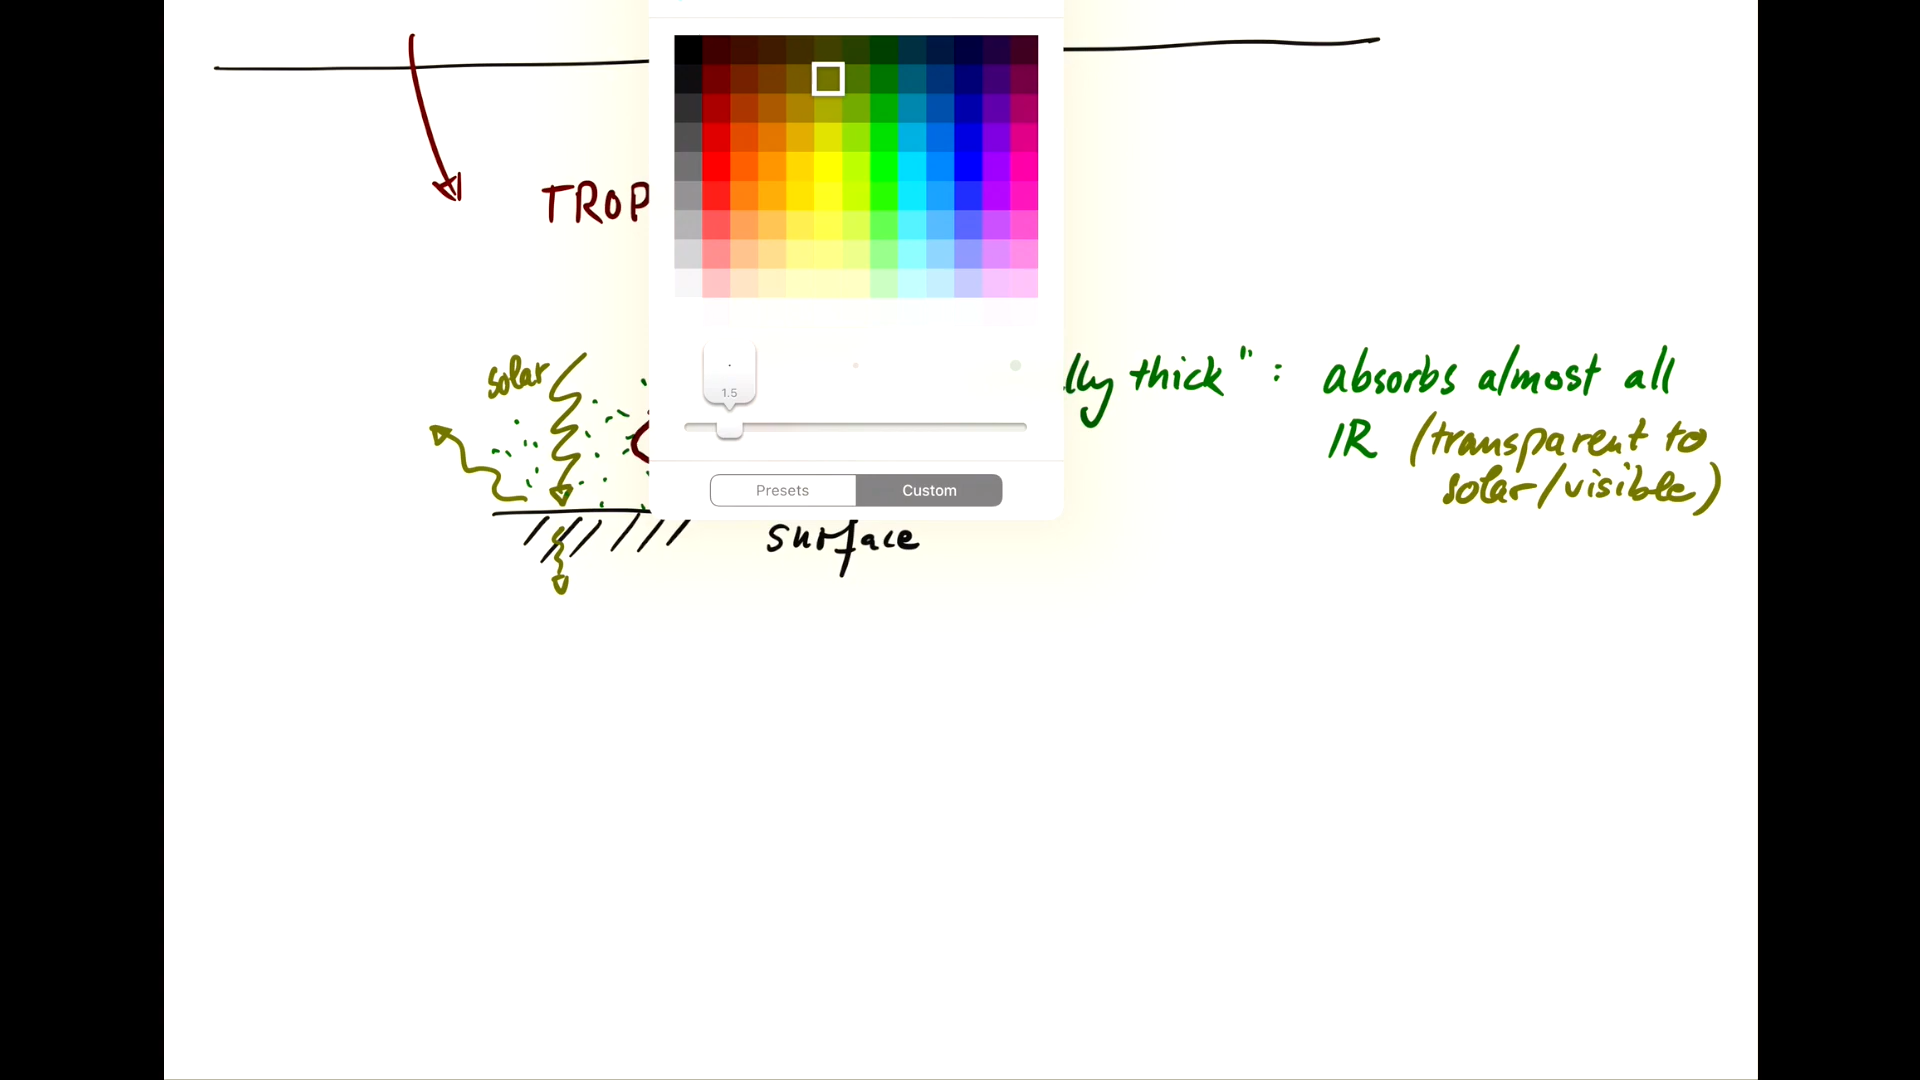 TROP
solar
lly thick" : absorbs almost all
IR (transparent to
solar/visible)
1.5
Presets Custom
surface